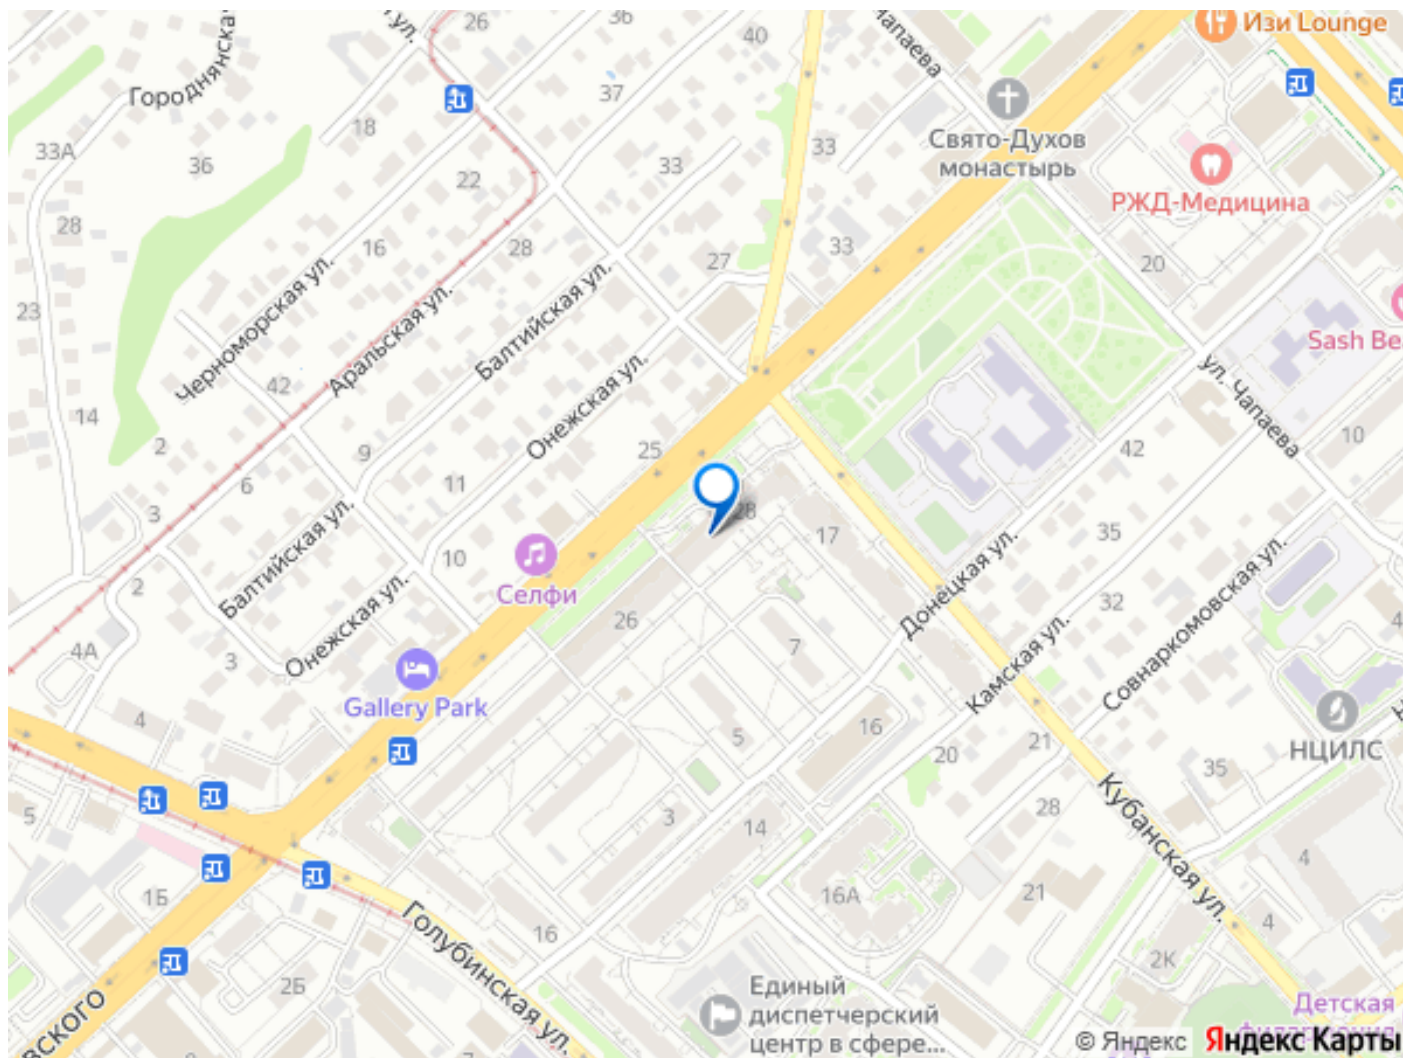 26
36
40
Изи Lounge
ул.
Чапаева
Городнянска
37
18
33А
36
22
33
33
Свято-Духов
монастырь
РЖД-Медицина
28
16
28
27
33
20
23
Черноморская ул.
Аральская ул.
Балтийская ул.
Онежская ул.
Sash Be
ул. Чапаева
42
14
2
9
25
11
42
10
6
3
28
17
35
Балтийская ул.
10
Селфи
Донецкая ул.
Совнаркомовская ул.
2
32
Онежская ул.
26
7
Камская ул.
4А
3
4
Gallery Park
4
5
16
20
21
НЦИЛС
35
Кубанская ул.
5
3
14
28
4
1Б
16А
21
Голубинская ул.
16
4
2Б
2К
ВСКОГО
Единый
диспетчерский
центр в сфере...
Детская
филармония
© Яндекс Яндекс Карты